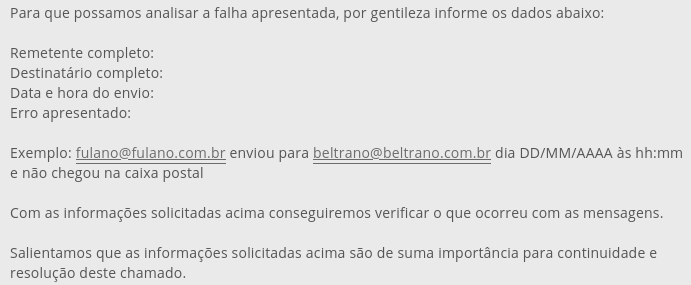 Para que possamos analisar a falha apresentada, por gentileza informe os dados abaixo:
Remetente completo:
Destinatário completo:
Data e hora do envio:
Erro apresentado:
Exemplo: fulano@fulano.com.br enviou para beltrano@beltrano.com.br dia DD/MM/AAAA às hh:mm
e não chegou na caixa postal
Com as informações solicitadas acima conseguiremos verificar o que ocorreu com as mensagens.
Salientamos que as informações solicitadas acima são de suma importância para continuidade e
resolução deste chamado.